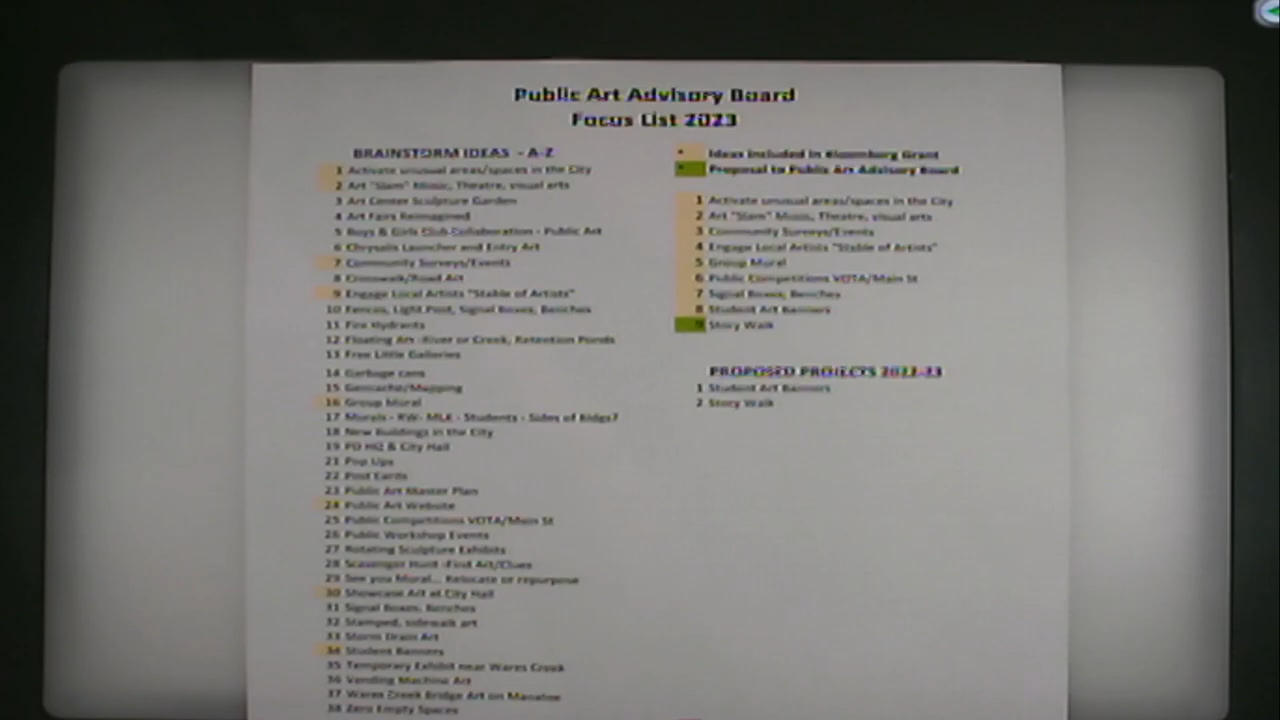 Public Art Advisory Board
Focus List 2023
BRAINSTORM IDEAS - A-Z
1 Activate unusual areas/spaces in the City
2 Art "Slam" Music, Theatre, visual arts
3 Art Center Sculpture Garden
4 Art Fairs Reimagined
5 Boys & Girls Club Collaboration - Public Art
6 Chrysalis Launcher and Entry Art
7 Community Surveys/Events
8 Crosswalk/Road Art
9 Engage Local Artists "Stable of Artists"
10 Fences, Light Post, Signal Boxes, Benches
11 Fire Hydrants
12 Floating Art -River or Creek, Retention Ponds
13 Free Little Galleries
14 Garbage cans
15 Geocache/Mapping
16 Group Mural
17 Murals - RW- MLK - Students - Sides of Bldgs?
18 New Buildings in the City
19 PD HQ & City Hall
21 Pop Ups
22 Post Cards
23 Public Art Master Plan
24 Public Art Website
25 Public Competitions VOTA/Main St
26 Public Workshop Events
27 Rotating Sculpture Exhibits
28 Scavenger Hunt -Find Art/Clues
29 See you Mural... Relocate or repurpose
30 Showcase Art at City Hall
31 Signal Boxes, Benches
32 Stamped, sidewalk art
33 Storm Drain Art
34 Student Banners
35 Temporary Exhibit near Wares Creek
36 Vending Machine Art
37 Wares Creek Bridge Art on Manatee
38 Zero Empty Spaces
* Ideas Included in Bloomburg Grant
* Proposal to Public Art Advisory Board
1 Activate unusual areas/spaces in the City
2 Art "Slam" Music, Theatre, visual arts
3 Community Surveys/Events
4 Engage Local Artists "Stable of Artists"
5 Group Mural
6 Public Competitions VOTA/Main St
7 Signal Boxes, Benches
8 Student Art Banners
9 Story Walk
PROPOSED PROJECTS 2022-23
1 Student Art Banners
2 Story Walk